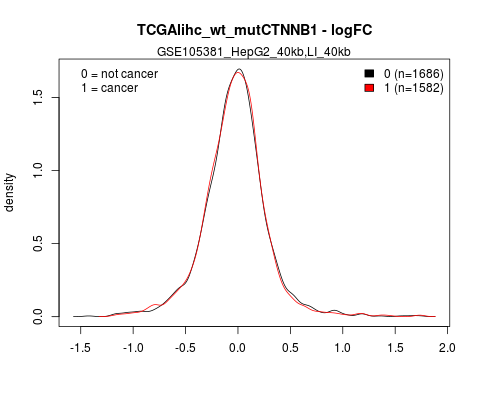 TCGAlihc_wt_mutCTNNB1 - logFC
GSE105381_HepG2_40kb,LI_40kb
0 = not cancer
1 = cancer
0 (n=1686)
1 (n=1582)
density
1.5
1.0
0.5
0.0
-1.5 -1.0 -0.5 0.0 0.5 1.0 1.5 2.0